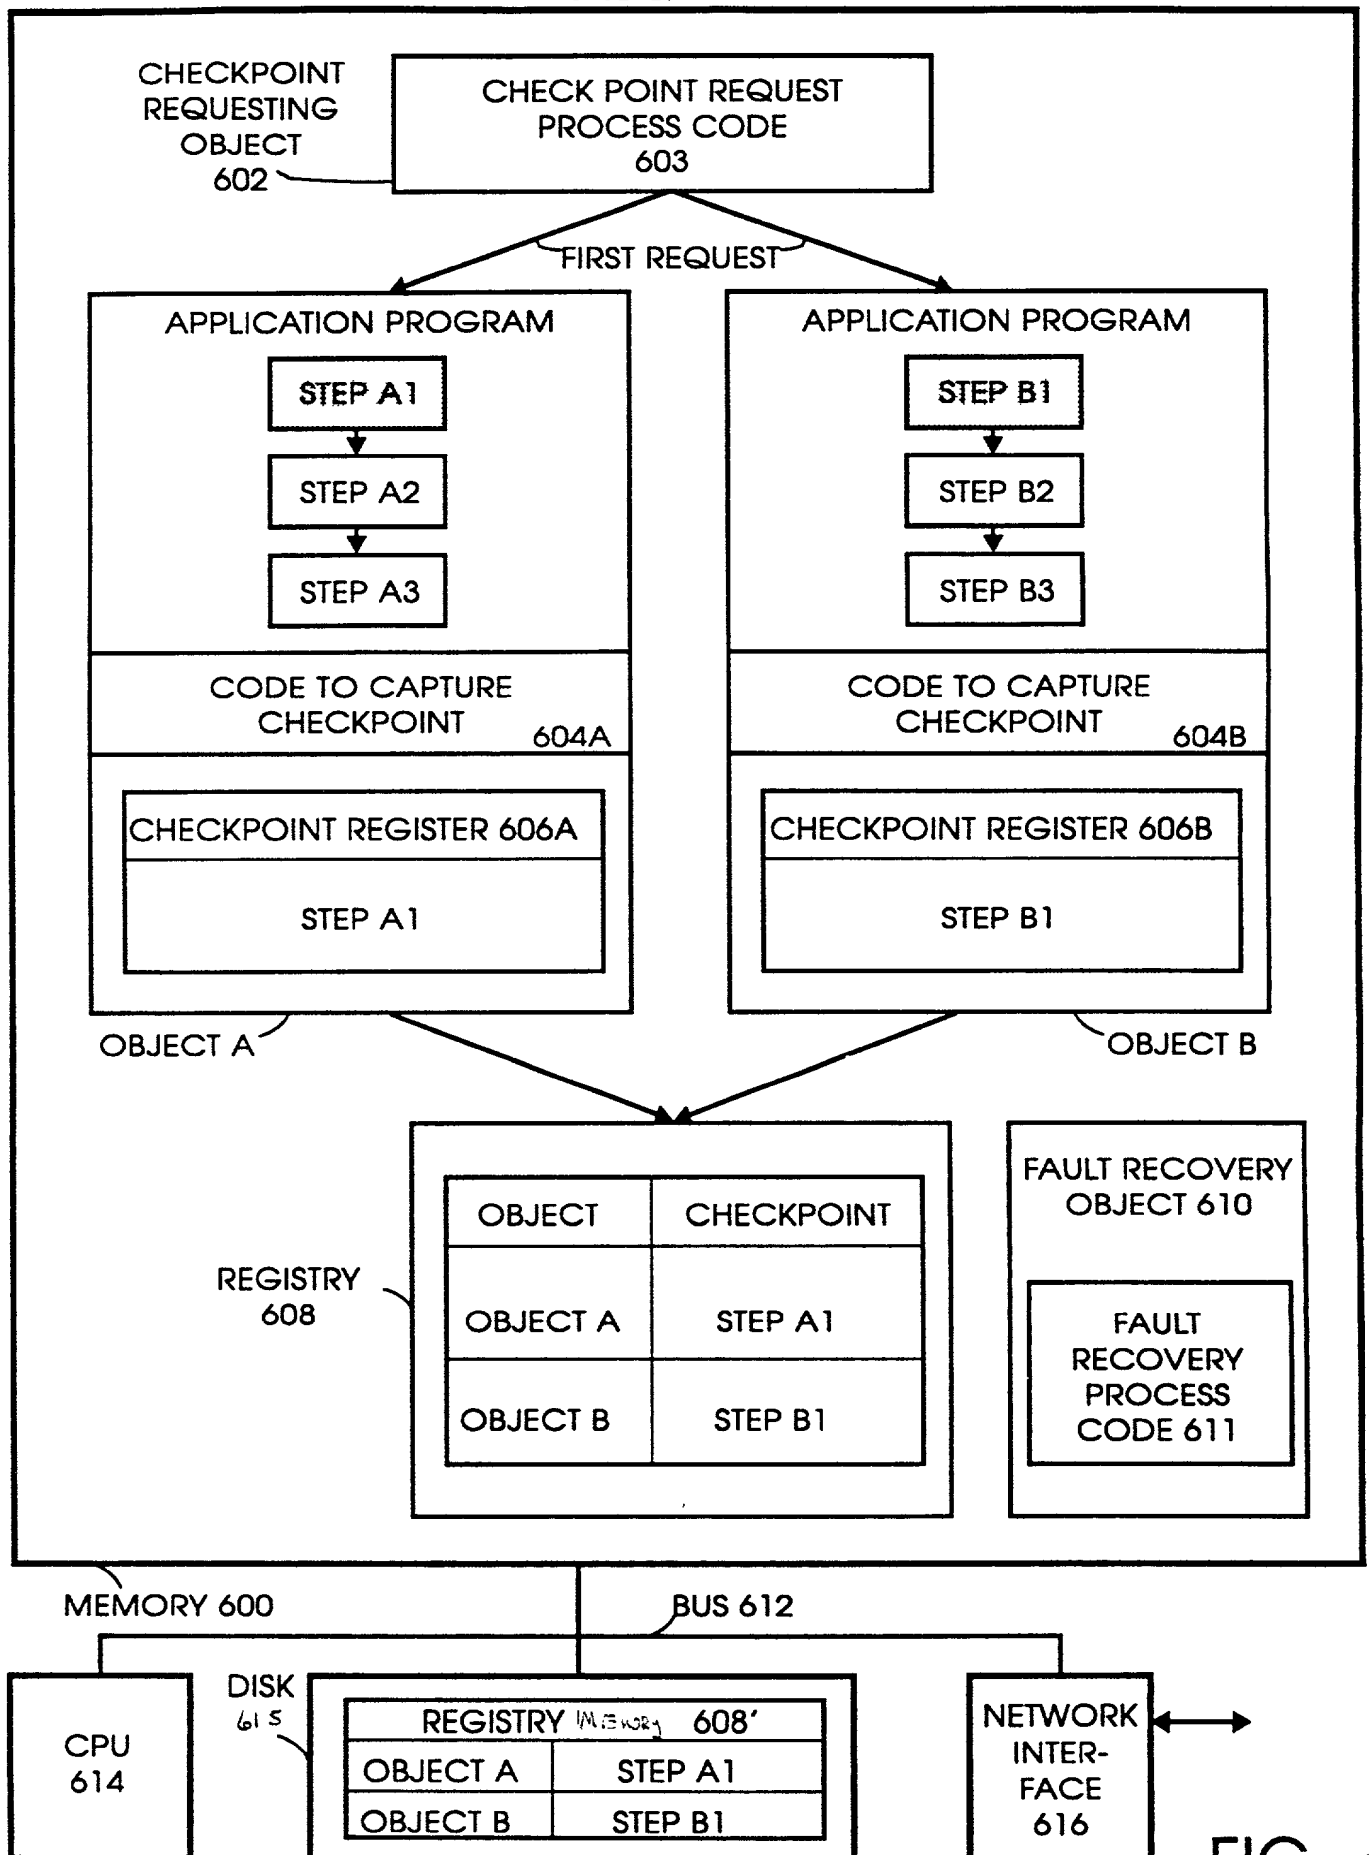 CHECKPOINT
REQUESTING
OBJECT
602
CHECK POINT REQUEST
PROCESS CODE
603
FIRST REQUEST
APPLICATION PROGRAM
STEP A1
STEP A2
STEP A3
CODE TO CAPTURE
CHECKPOINT
604A
CHECKPOINT REGISTER 606A
STEP A1
OBJECT A
APPLICATION PROGRAM
STEP B1
STEP B2
STEP B3
CODE TO CAPTURE
CHECKPOINT
604B
CHECKPOINT REGISTER 606B
STEP B1
OBJECT B
REGISTRY
608
OBJECT CHECKPOINT
OBJECT A STEP A1
OBJECT B STEP B1
FAULT RECOVERY
OBJECT 610
FAULT
RECOVERY
PROCESS
CODE 611
MEMORY 600
BUS 612
CPU
614
DISK
615
REGISTRY MEMORY 608'
OBJECT A STEP A1
OBJECT B STEP B1
NETWORK
INTER-
FACE
616
FIG